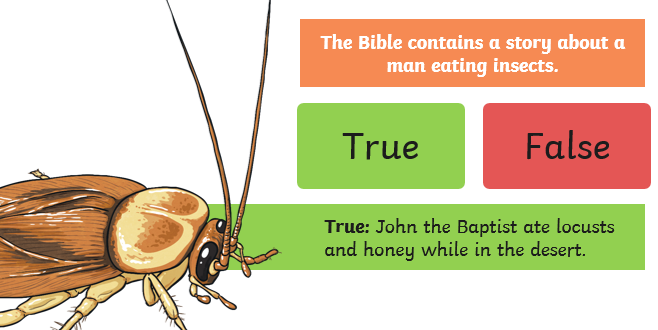 The Bible contains a story about a
man eating insects.
True
False
True: John the Baptist ate locusts
and honey while in the desert.